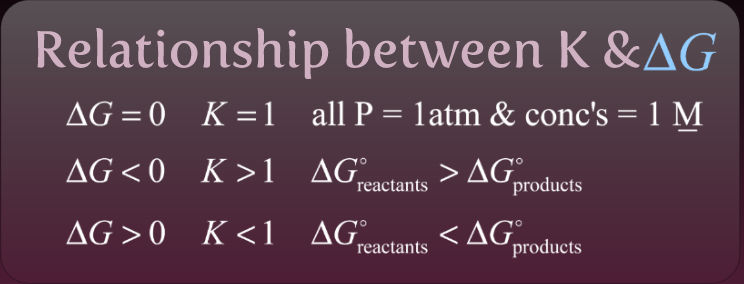 Relationship between K & ΔG
ΔG = 0 K = 1 all P = 1atm & conc's = 1 M
ΔG < 0 K > 1 ΔG°reactants > ΔG°products
ΔG > 0 K < 1 ΔG°reactants < ΔG°products